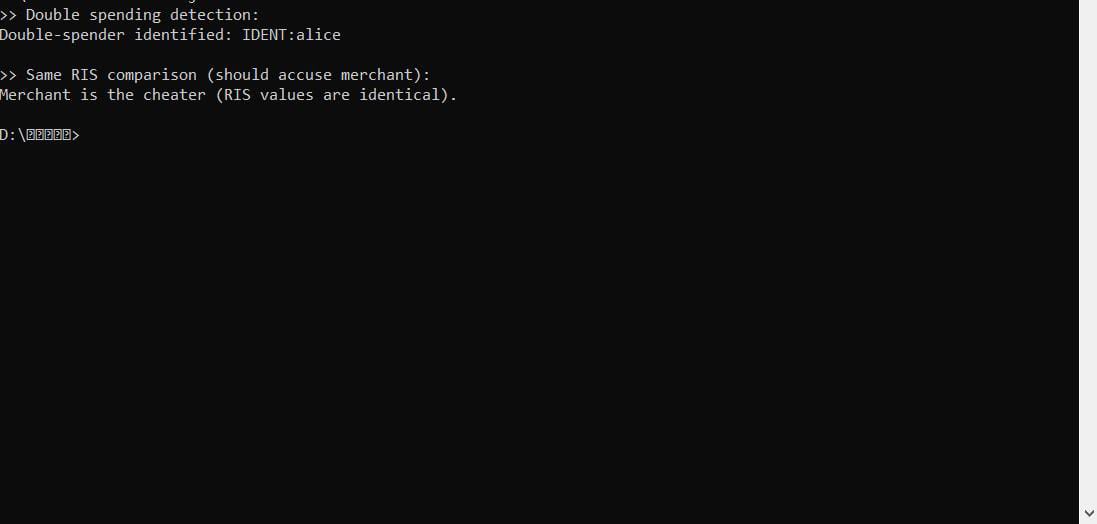 >> Double spending detection:
Double-spender identified: IDENT:alice
>> Same RIS comparison (should accuse merchant):
Merchant is the cheater (RIS values are identical).
D:\⍰⍰⍰⍰⍰>